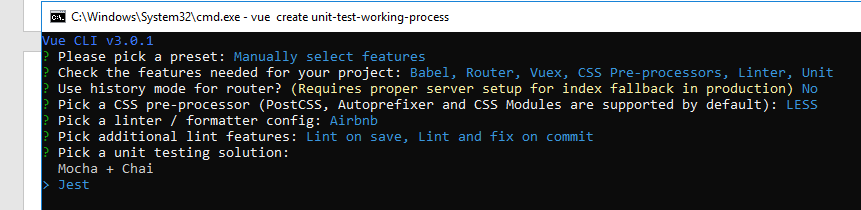 C:\Windows\System32\cmd.exe - vue  create unit-test-working-process
Vue CLI v3.0.1
? Please pick a preset: Manually select features
? Check the features needed for your project: Babel, Router, Vuex, CSS Pre-processors, Linter, Unit
? Use history mode for router? (Requires proper server setup for index fallback in production) No
? Pick a CSS pre-processor (PostCSS, Autoprefixer and CSS Modules are supported by default): LESS
? Pick a linter / formatter config: Airbnb
? Pick additional lint features: Lint on save, Lint and fix on commit
? Pick a unit testing solution:
  Mocha + Chai
> Jest